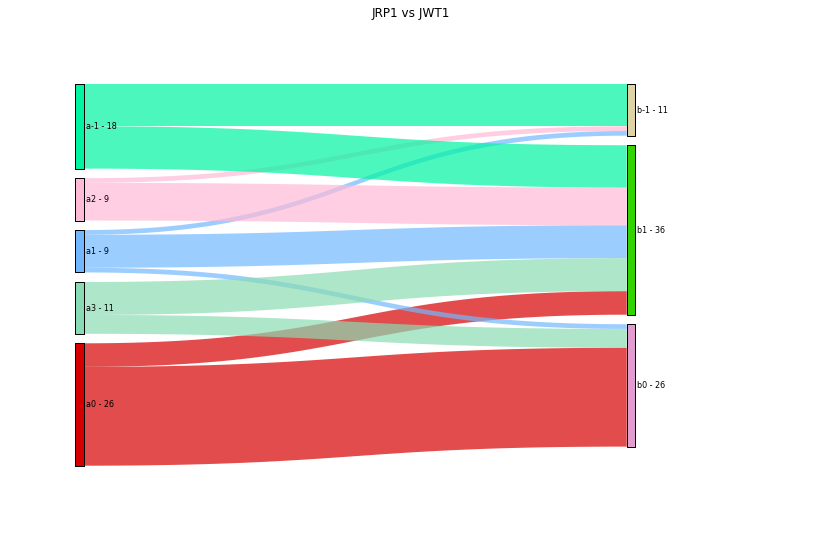 JRP1 vs JWT1
a-1 - 18
a2 - 9
a1 - 9
a3 - 11
a0 - 26
b-1 - 11
b1 - 36
b0 - 26